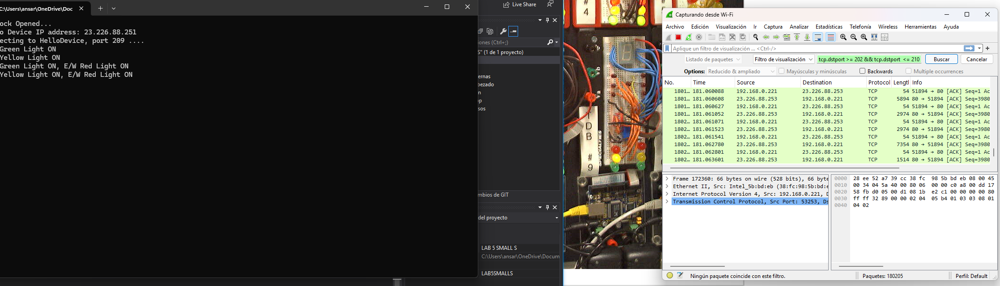 C:\Users\ansar\OneDrive\Doc
ock Opened...
o Device IP address: 23.226.88.251
ecting to HelloDevice, port 209 ....
Green Light ON
Yellow Light ON
Green Light ON, E/W Red Light ON
Yellow Light ON, E/W Red Light ON
Live Share
iones (Ctrl+;)
S" (1 de 1 proyecto)
ernas
bezado
n
pp
sos
mbios de GIT
del proyecto
LAB 5 SMALL S
C:\Users\ansar\OneDrive\Docum
LAB5SMALLS
#
4
DB
#
9
Capturando desde Wi-Fi
Archivo Edición Visualización Ir Captura Analizar Estadísticas Telefonía Wireless Herramientas Ayuda
Aplique un filtro de visualización ... <Ctrl-/>
Listado de paquetes Filtro de visualización tcp.dstport >= 202 && tcp.dstport <= 210 Buscar Cancelar
Options: Reducido & ampliado Mayúsculas y minúsculas Backwards Multiple occurrences
No. Time Source Destination Protocol Lengtl Info
1801… 181.060088 192.168.0.221 23.226.88.253 TCP 54 51894 → 80 [ACK] Seq=1 Ac
1801… 181.060608 23.226.88.253 192.168.0.221 TCP 5894 80 → 51894 [ACK] Seq=3980
1801… 181.060627 192.168.0.221 23.226.88.253 TCP 54 51894 → 80 [ACK] Seq=1 Ac
1801… 181.061052 23.226.88.253 192.168.0.221 TCP 2974 80 → 51894 [ACK] Seq=3980
1802… 181.061071 192.168.0.221 23.226.88.253 TCP 54 51894 → 80 [ACK] Seq=1 Ac
1802… 181.061523 23.226.88.253 192.168.0.221 TCP 2974 80 → 51894 [ACK] Seq=3980
1802… 181.061541 192.168.0.221 23.226.88.253 TCP 54 51894 → 80 [ACK] Seq=1 Ac
1802… 181.062780 23.226.88.253 192.168.0.221 TCP 7354 80 → 51894 [ACK] Seq=3980
1802… 181.062801 192.168.0.221 23.226.88.253 TCP 54 51894 → 80 [ACK] Seq=1 Ac
1802… 181.063601 23.226.88.253 192.168.0.221 TCP 1514 80 → 51894 [ACK] Seq=3980
Frame 172360: 66 bytes on wire (528 bits), 66 byte
Ethernet II, Src: Intel_5b:bd:eb (38:fc:98:5b:bd:e
Internet Protocol Version 4, Src: 192.168.0.221, D
Transmission Control Protocol, Src Port: 53253, Ds
0000 28 ee 52 a7 39 cc 38 fc 98 5b bd eb 08 00 45
0010 00 34 04 5a 40 00 80 06 00 00 c0 a8 00 dd 17
0020 58 fb d0 05 00 d1 08 1b e2 c1 00 00 00 00 80
0030 ff ff 32 89 00 00 02 04 05 b4 01 03 03 08 01
0040 04 02
Ningún paquete coincide con este filtro.
Paquetes: 180205
Perfil: Default